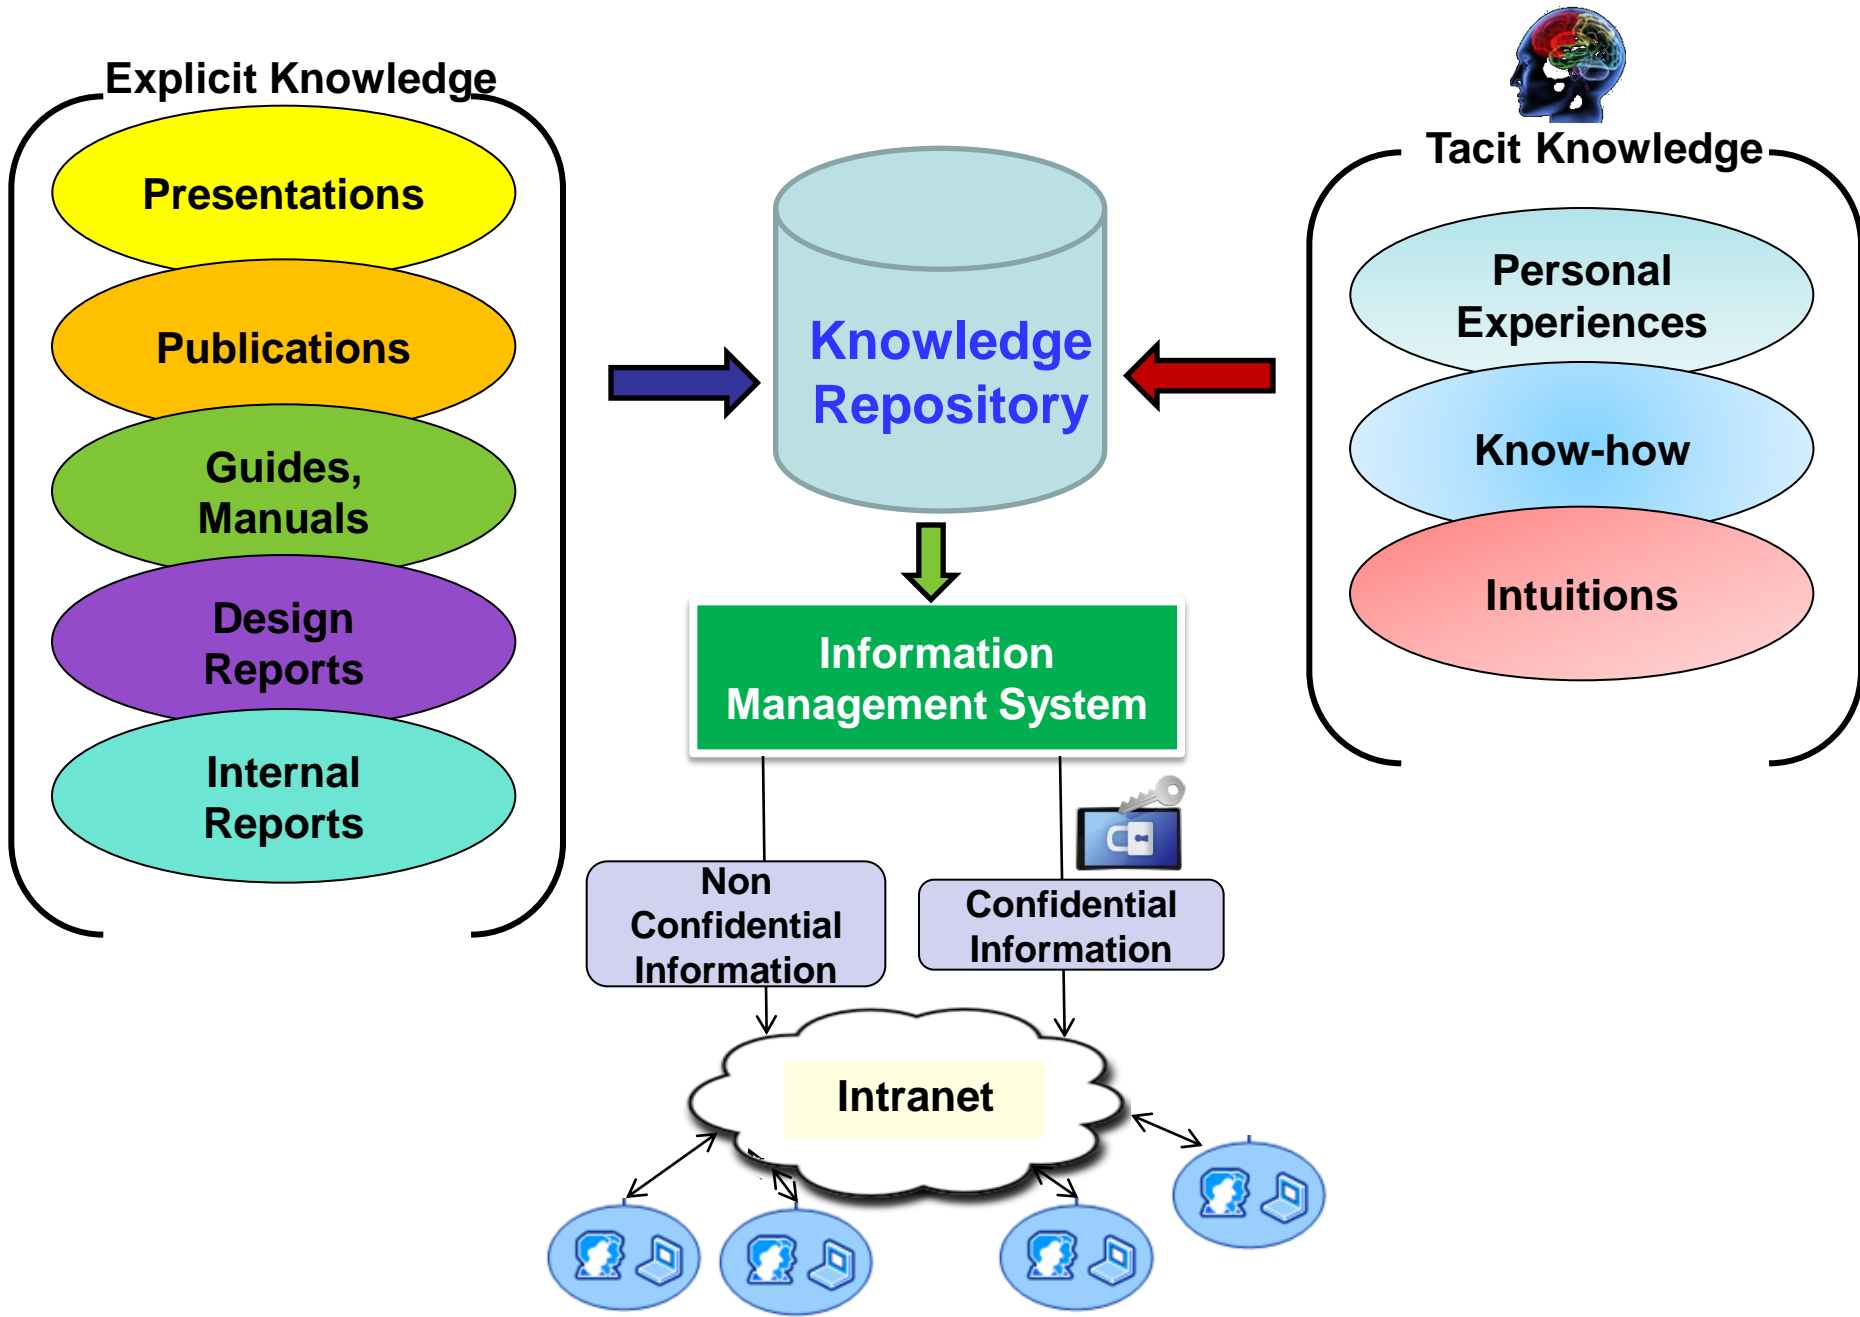 Explicit Knowledge
Presentations
Publications
Guides,
Manuals
Design
Reports
Internal
Reports
Knowledge
Repository
Tacit Knowledge
Personal
Experiences
Know-how
Intuitions
Information
Management System
Non
Confidential
Information
Confidential
Information
Intranet